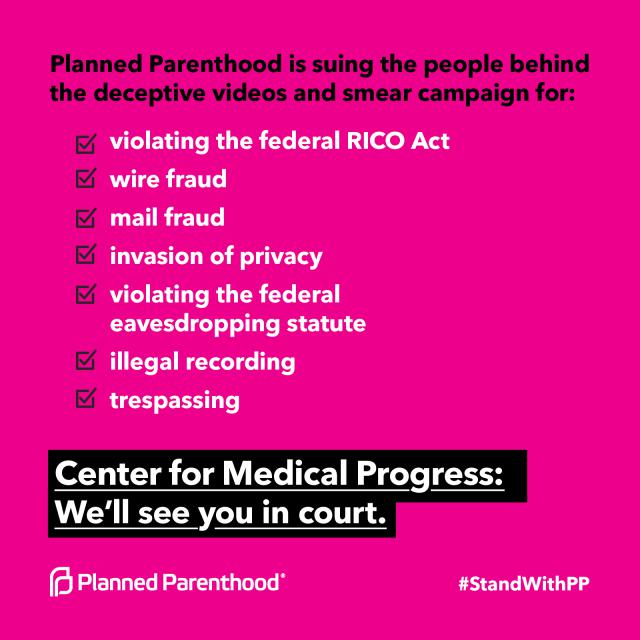 Planned Parenthood is suing the people behind
the deceptive videos and smear campaign for:
violating the federal RICO Act
wire fraud
mail fraud
invasion of privacy
violating the federal
eavesdropping statute
illegal recording
trespassing
Center for Medical Progress:
We'll see you in court.
Planned Parenthood®
#StandWithPP